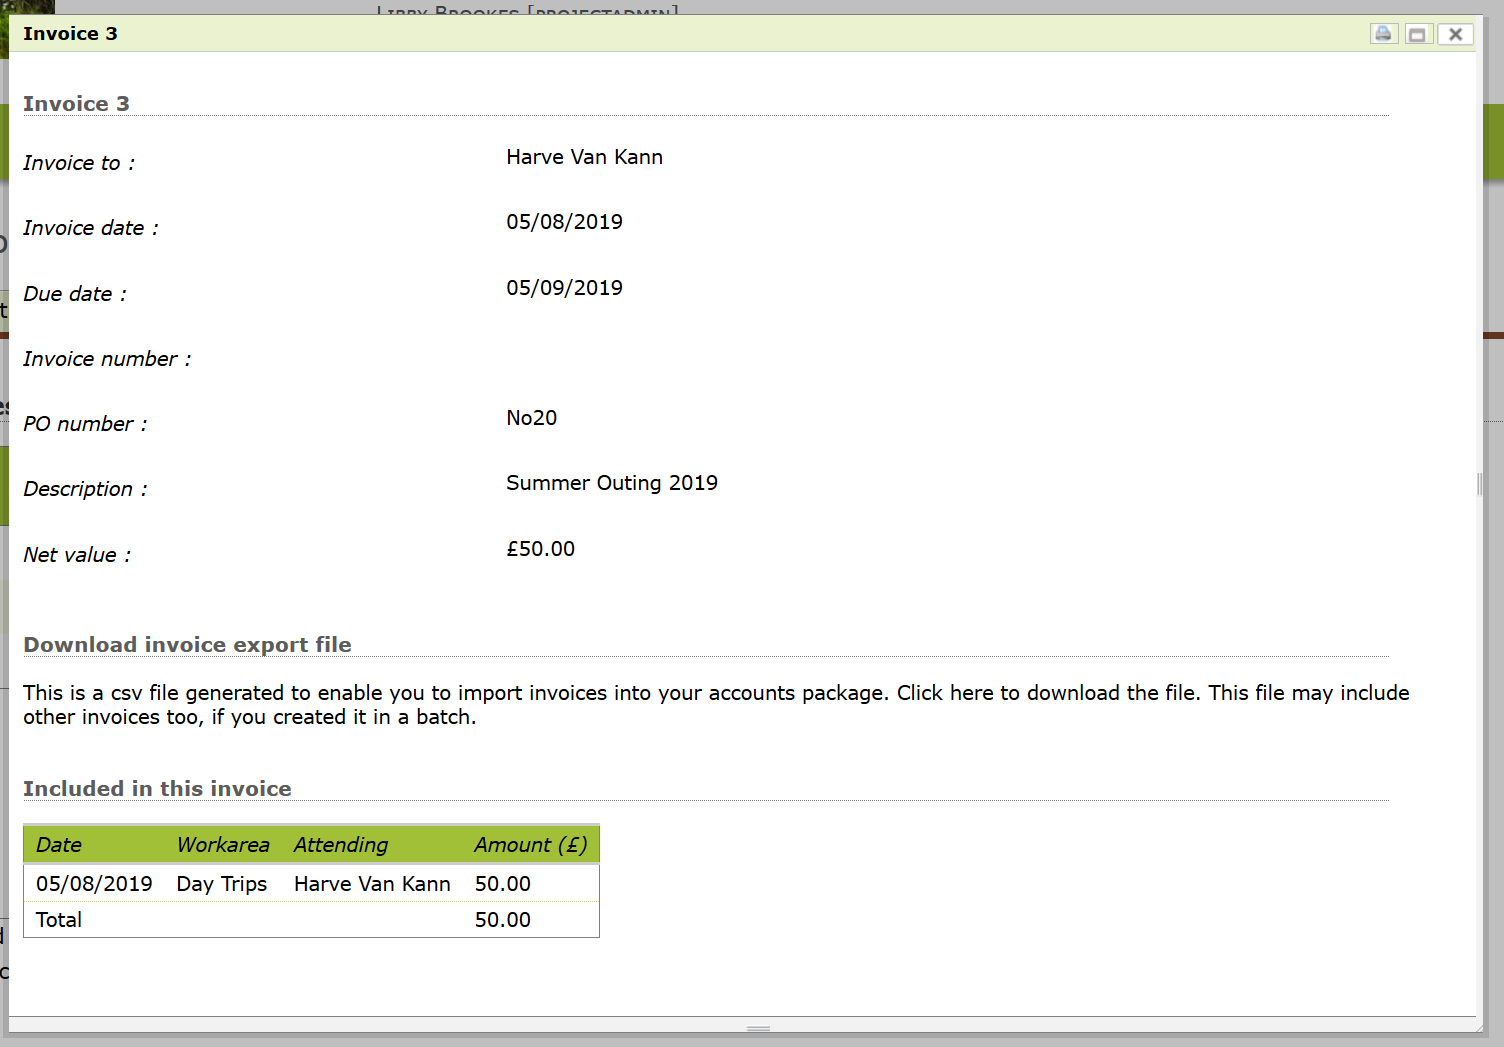 Invoice 3
Invoice 3
Invoice to : Harve Van Kann
Invoice date : 05/08/2019
Due date : 05/09/2019
Invoice number :
PO number : No20
Description : Summer Outing 2019
Net value : £50.00
Download invoice export file
This is a csv file generated to enable you to import invoices into your accounts package. Click here to download the file. This file may include
other invoices too, if you created it in a batch.
Included in this invoice
Date Workarea Attending Amount (£)
05/08/2019 Day Trips Harve Van Kann 50.00
Total 50.00